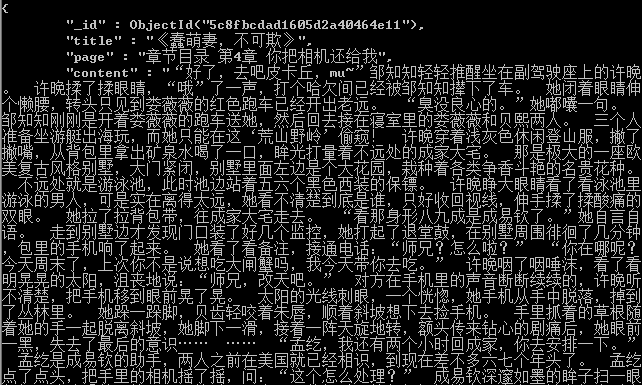 {
"_id" : ObjectId("5c8fbcdad1605d2a40464e11"),
"title" : "《蠢萌妻，不可欺》",
"page" : "章节目录 第4章 你把相机还给我",
"content" : "“好了，去吧皮卡丘，mu~”邹知知轻轻推醒坐在副驾驶座上的许晚
。  许晚揉了揉眼睛，“哦”了一声，打个哈欠间已经被邹知知撵下了车。  她闭着眼睛伸
个懒腰，转头只见到娄薇薇的红色跑车已经开出老远。  “臭没良心的。”她嘟囔一句。
邹知知刚刚是开着娄薇薇的跑车送她，然后回去接在寝室里的娄薇薇和贝熙两人。  三个人
准备坐游艇出海玩，而她只能在这‘荒山野岭’偷窥！  许晚穿着浅灰色休闲登山服，撇了
撇嘴，从背包里拿出矿泉水喝了一口，眸光打量着不远处的成家大宅。  那是极大的一座欧
美复古风格别墅，大门紧闭，别墅里面左边是个大花园，栽种着各类争奇斗艳的名贵花种。
不远处就是游泳池，此时池边站着五六个黑色西装的保镖。  许晚睁大眼睛看了看泳池里
游泳的男人，可是实在离得太远，她看不清楚到底是谁，只好收回视线，伸手揉了揉酸痛的
双眼。  她拉了拉背包带，往成家大宅走去。  “看那身形八九成是成易钦了。”她自言自
语。  走到别墅边才发现门口装了好几个监控，她打起了退堂鼓，在别墅周围徘徊了几分钟
。  包里的手机响了起来。  她看了看备注，接通电话：“师兄？怎么啦？”  “你在哪呢？
今天周末了，上次你不是说想吃大闸蟹吗，我今天带你去吃。”  许晚咽了咽唾沫，看了看
明晃晃的太阳，沮丧地说：“师兄，改天吧。”  对方在手机里的声音断断续续的，许晚听
不清楚，把手机移到眼前晃了晃。  太阳的光线刺眼，一个恍惚，她手机从手中脱落，掉到
了丛林里。  她跺一跺脚，贝齿轻咬着朱唇，顺着斜坡想下去捡手机。  手里抓着的草根随
着她的手一起脱离斜坡，她脚下一滑，接着一阵天旋地转，额头传来钻心的剧痛后，她眼前
一黑，失去了最后的意识……  ……  “孟纥，我还有两个小时回成家，你去安排一下。”
孟纥是成易钦的助手，两人之前在美国就已经相识，到现在差不多六七个年头了。  孟纥
点了点头，把手里的相机摇了摇，问：“这个怎么处理？”  成易钦深邃如墨的眸子扫一眼